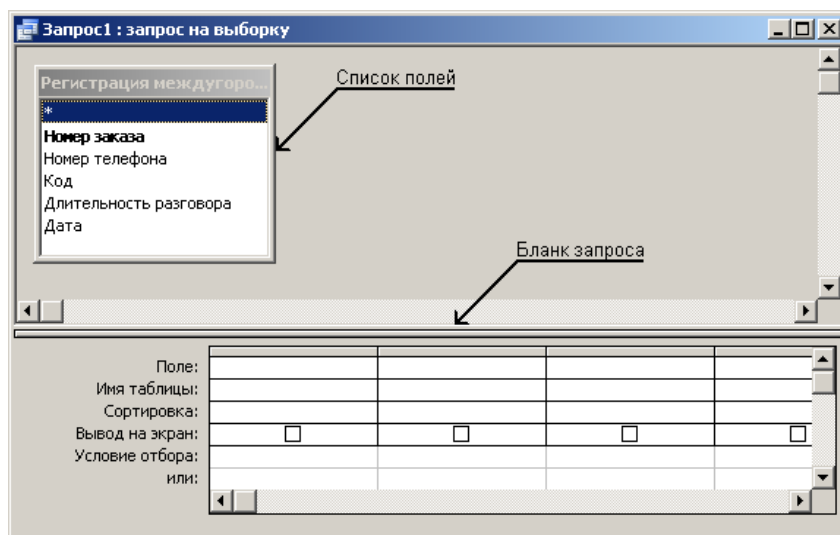 Запрос1 : запрос на выборку
Регистрация междугоро...
Список полей
*
Номер заказа
Номер телефона
Код
Длительность разговора
Дата
Бланк запроса
Поле:
Имя таблицы:
Сортировка:
Вывод на экран:
Условие отбора:
или: